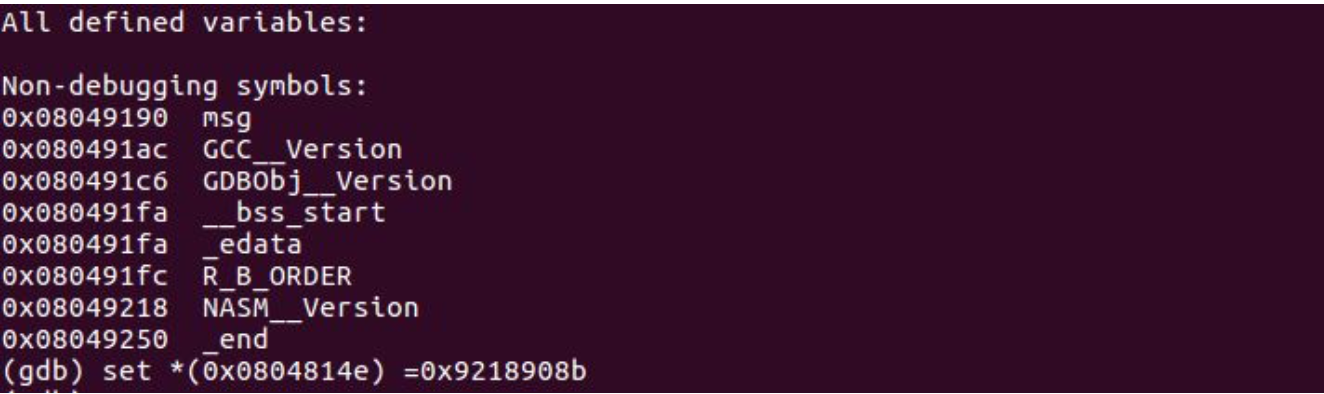 All defined variables:
Non-debugging symbols:
0x08049190 msg
0x080491ac GCC__Version
0x080491c6 GDBObj__Version
0x080491fa __bss_start
0x080491fa _edata
0x080491fc R_B_ORDER
0x08049218 NASM__Version
0x08049250 _end
(gdb) set *(0x0804814e) =0x9218908b